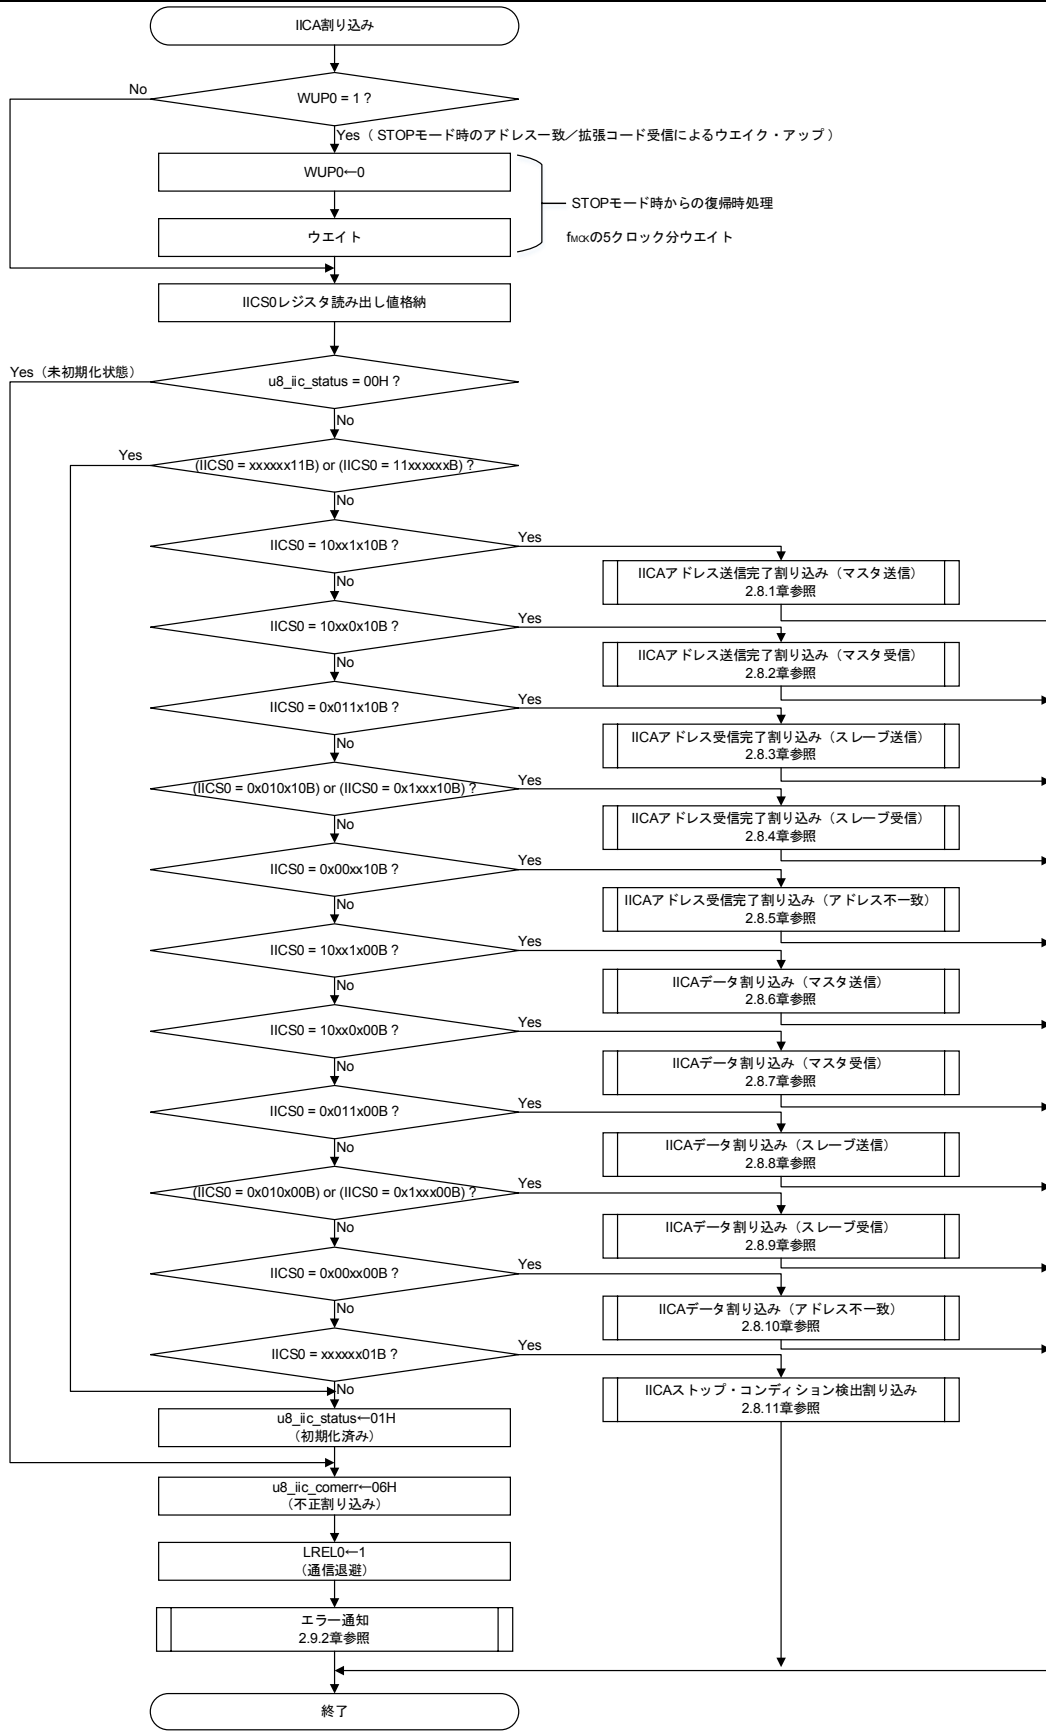 IICA割り込み
No
WUP0 = 1 ?
Yes（ STOPモード時のアドレス一致／拡張コード受信によるウエイク・アップ ）
WUP0←0
STOPモード時からの復帰時処理
ウエイト
fMCKの5クロック分ウエイト
IICS0レジスタ読み出し値格納
Yes（未初期化状態）
u8_iic_status = 00H ?
No
Yes
(IICS0 = xxxxxx11B) or (IICS0 = 11xxxxxxB) ?
No
IICS0 = 10xx1x10B ?
Yes
IICAアドレス送信完了割り込み（マスタ送信）
2.8.1章参照
No
IICS0 = 10xx0x10B ?
Yes
IICAアドレス送信完了割り込み（マスタ受信）
2.8.2章参照
No
IICS0 = 0x011x10B ?
Yes
IICAアドレス受信完了割り込み（スレーブ送信）
2.8.3章参照
No
(IICS0 = 0x010x10B) or (IICS0 = 0x1xxx10B) ?
Yes
IICAアドレス受信完了割り込み（スレーブ受信）
2.8.4章参照
No
IICS0 = 0x00xx10B ?
Yes
IICAアドレス受信完了割り込み（アドレス不一致）
2.8.5章参照
No
IICS0 = 10xx1x00B ?
Yes
IICAデータ割り込み（マスタ送信）
2.8.6章参照
No
IICS0 = 10xx0x00B ?
Yes
IICAデータ割り込み（マスタ受信）
2.8.7章参照
No
IICS0 = 0x011x00B ?
Yes
IICAデータ割り込み（スレーブ送信）
2.8.8章参照
No
(IICS0 = 0x010x00B) or (IICS0 = 0x1xxx00B) ?
Yes
IICAデータ割り込み（スレーブ受信）
2.8.9章参照
No
IICS0 = 0x00xx00B ?
Yes
IICAデータ割り込み（アドレス不一致）
2.8.10章参照
No
IICS0 = xxxxxx01B ?
Yes
IICAストップ・コンディション検出割り込み
2.8.11章参照
No
u8_iic_status←01H
（初期化済み）
u8_iic_comerr←06H
（不正割り込み）
LREL0←1
（通信退避）
エラー通知
2.9.2章参照
終了